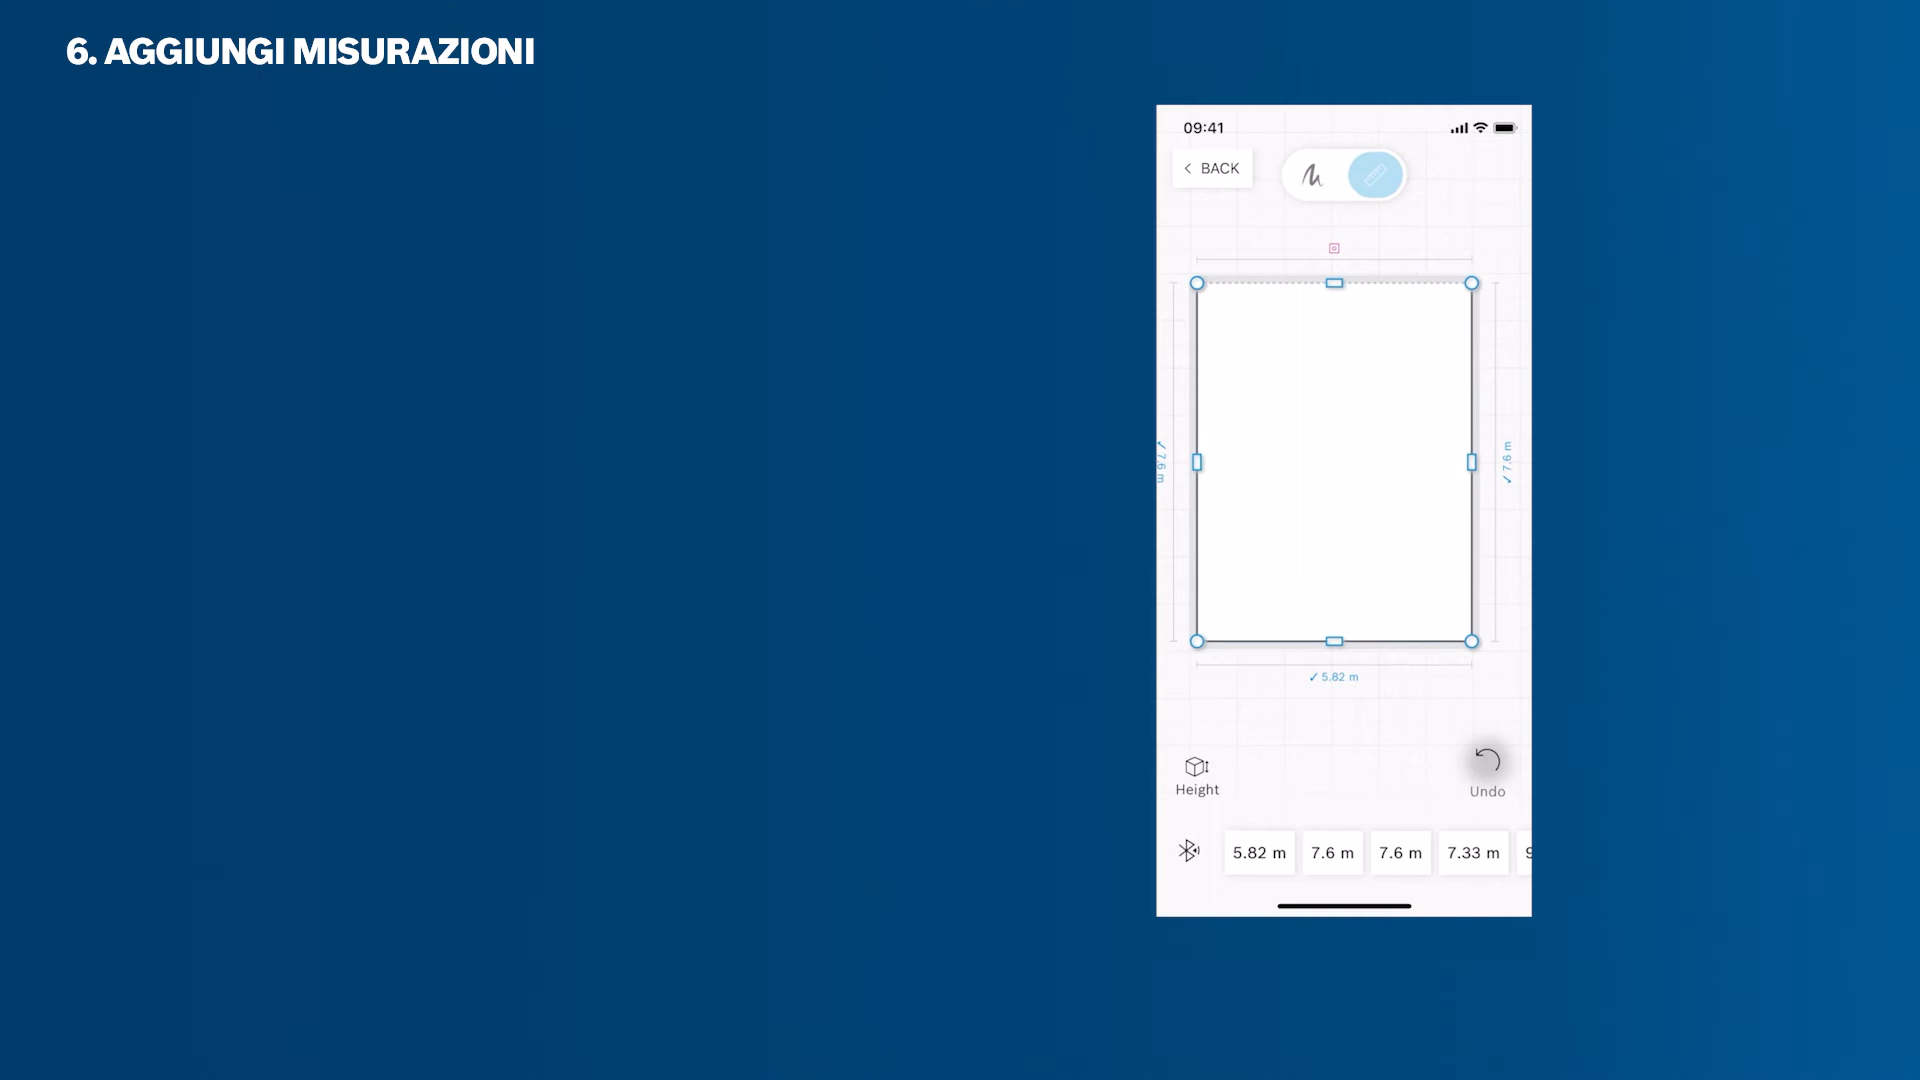 6. AGGIUNGI MISURAZIONI
09:41
BACK
✓ 7.6 m
✓ 7.6 m
✓ 5.82 m
Height
Undo
5.82 m 7.6 m 7.6 m 7.33 m